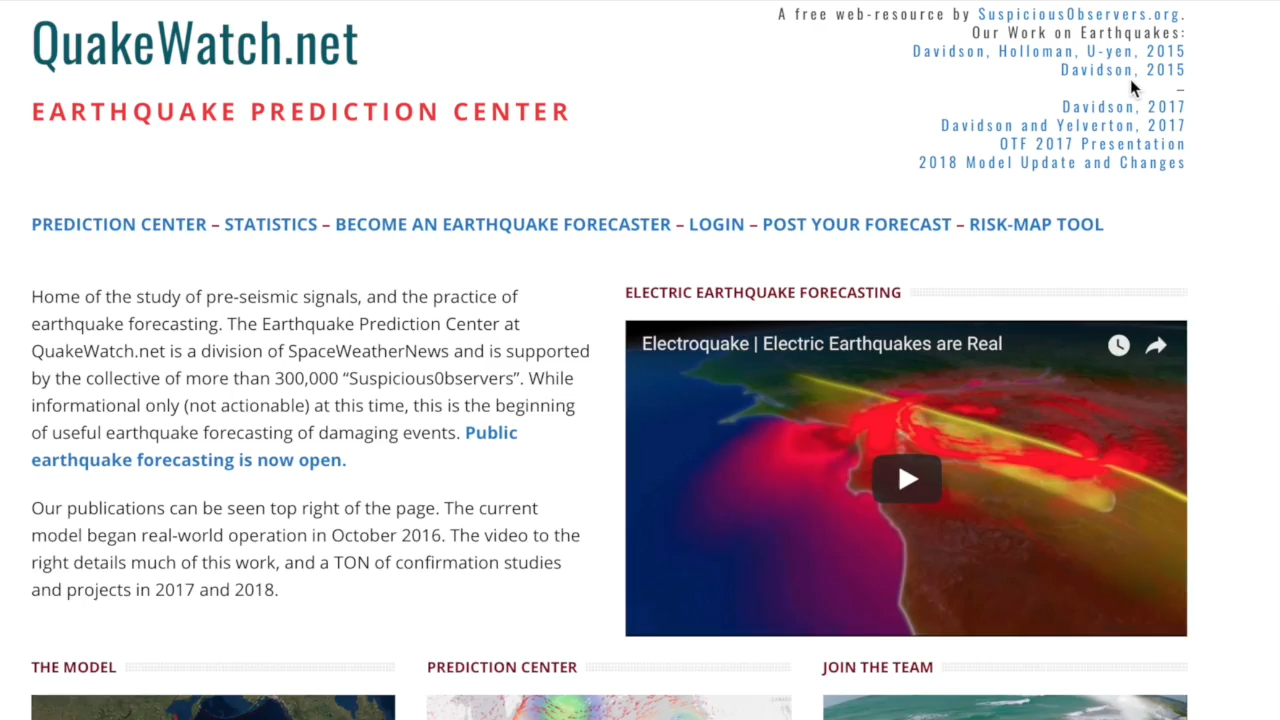 QuakeWatch.net
EARTHQUAKE PREDICTION CENTER
A free web-resource by Suspicious0bservers.org.
Our Work on Earthquakes:
Davidson, Holloman, U-yen, 2015
Davidson, 2015
–
Davidson, 2017
Davidson and Yelverton, 2017
OTF 2017 Presentation
2018 Model Update and Changes
PREDICTION CENTER – STATISTICS – BECOME AN EARTHQUAKE FORECASTER – LOGIN – POST YOUR FORECAST – RISK-MAP TOOL
Home of the study of pre-seismic signals, and the practice of
earthquake forecasting. The Earthquake Prediction Center at
QuakeWatch.net is a division of SpaceWeatherNews and is supported
by the collective of more than 300,000 “Suspicious0bservers”. While
informational only (not actionable) at this time, this is the beginning
of useful earthquake forecasting of damaging events. Public
earthquake forecasting is now open.
Our publications can be seen top right of the page. The current
model began real-world operation in October 2016. The video to the
right details much of this work, and a TON of confirmation studies
and projects in 2017 and 2018.
ELECTRIC EARTHQUAKE FORECASTING
Electroquake | Electric Earthquakes are Real
THE MODEL
PREDICTION CENTER
JOIN THE TEAM